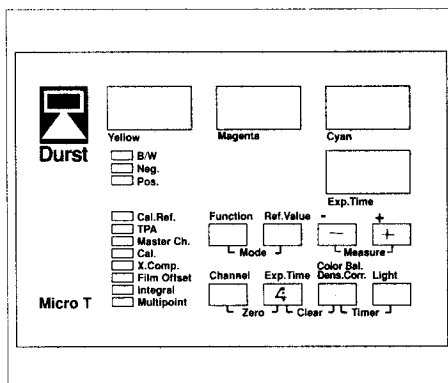 Durst
Yellow Magenta Cyan
B/W
Neg.
Pos.
Exp.Time
Cal.Ref.
TPA
Master Ch.
Cal.
X.Comp.
Film Offset
Integral
Multipoint
Function Ref.Value - +
− +
Mode Measure
Channel Exp.Time Color Bal. Dens.Corr. Light
4
Zero Clear Timer
Micro T